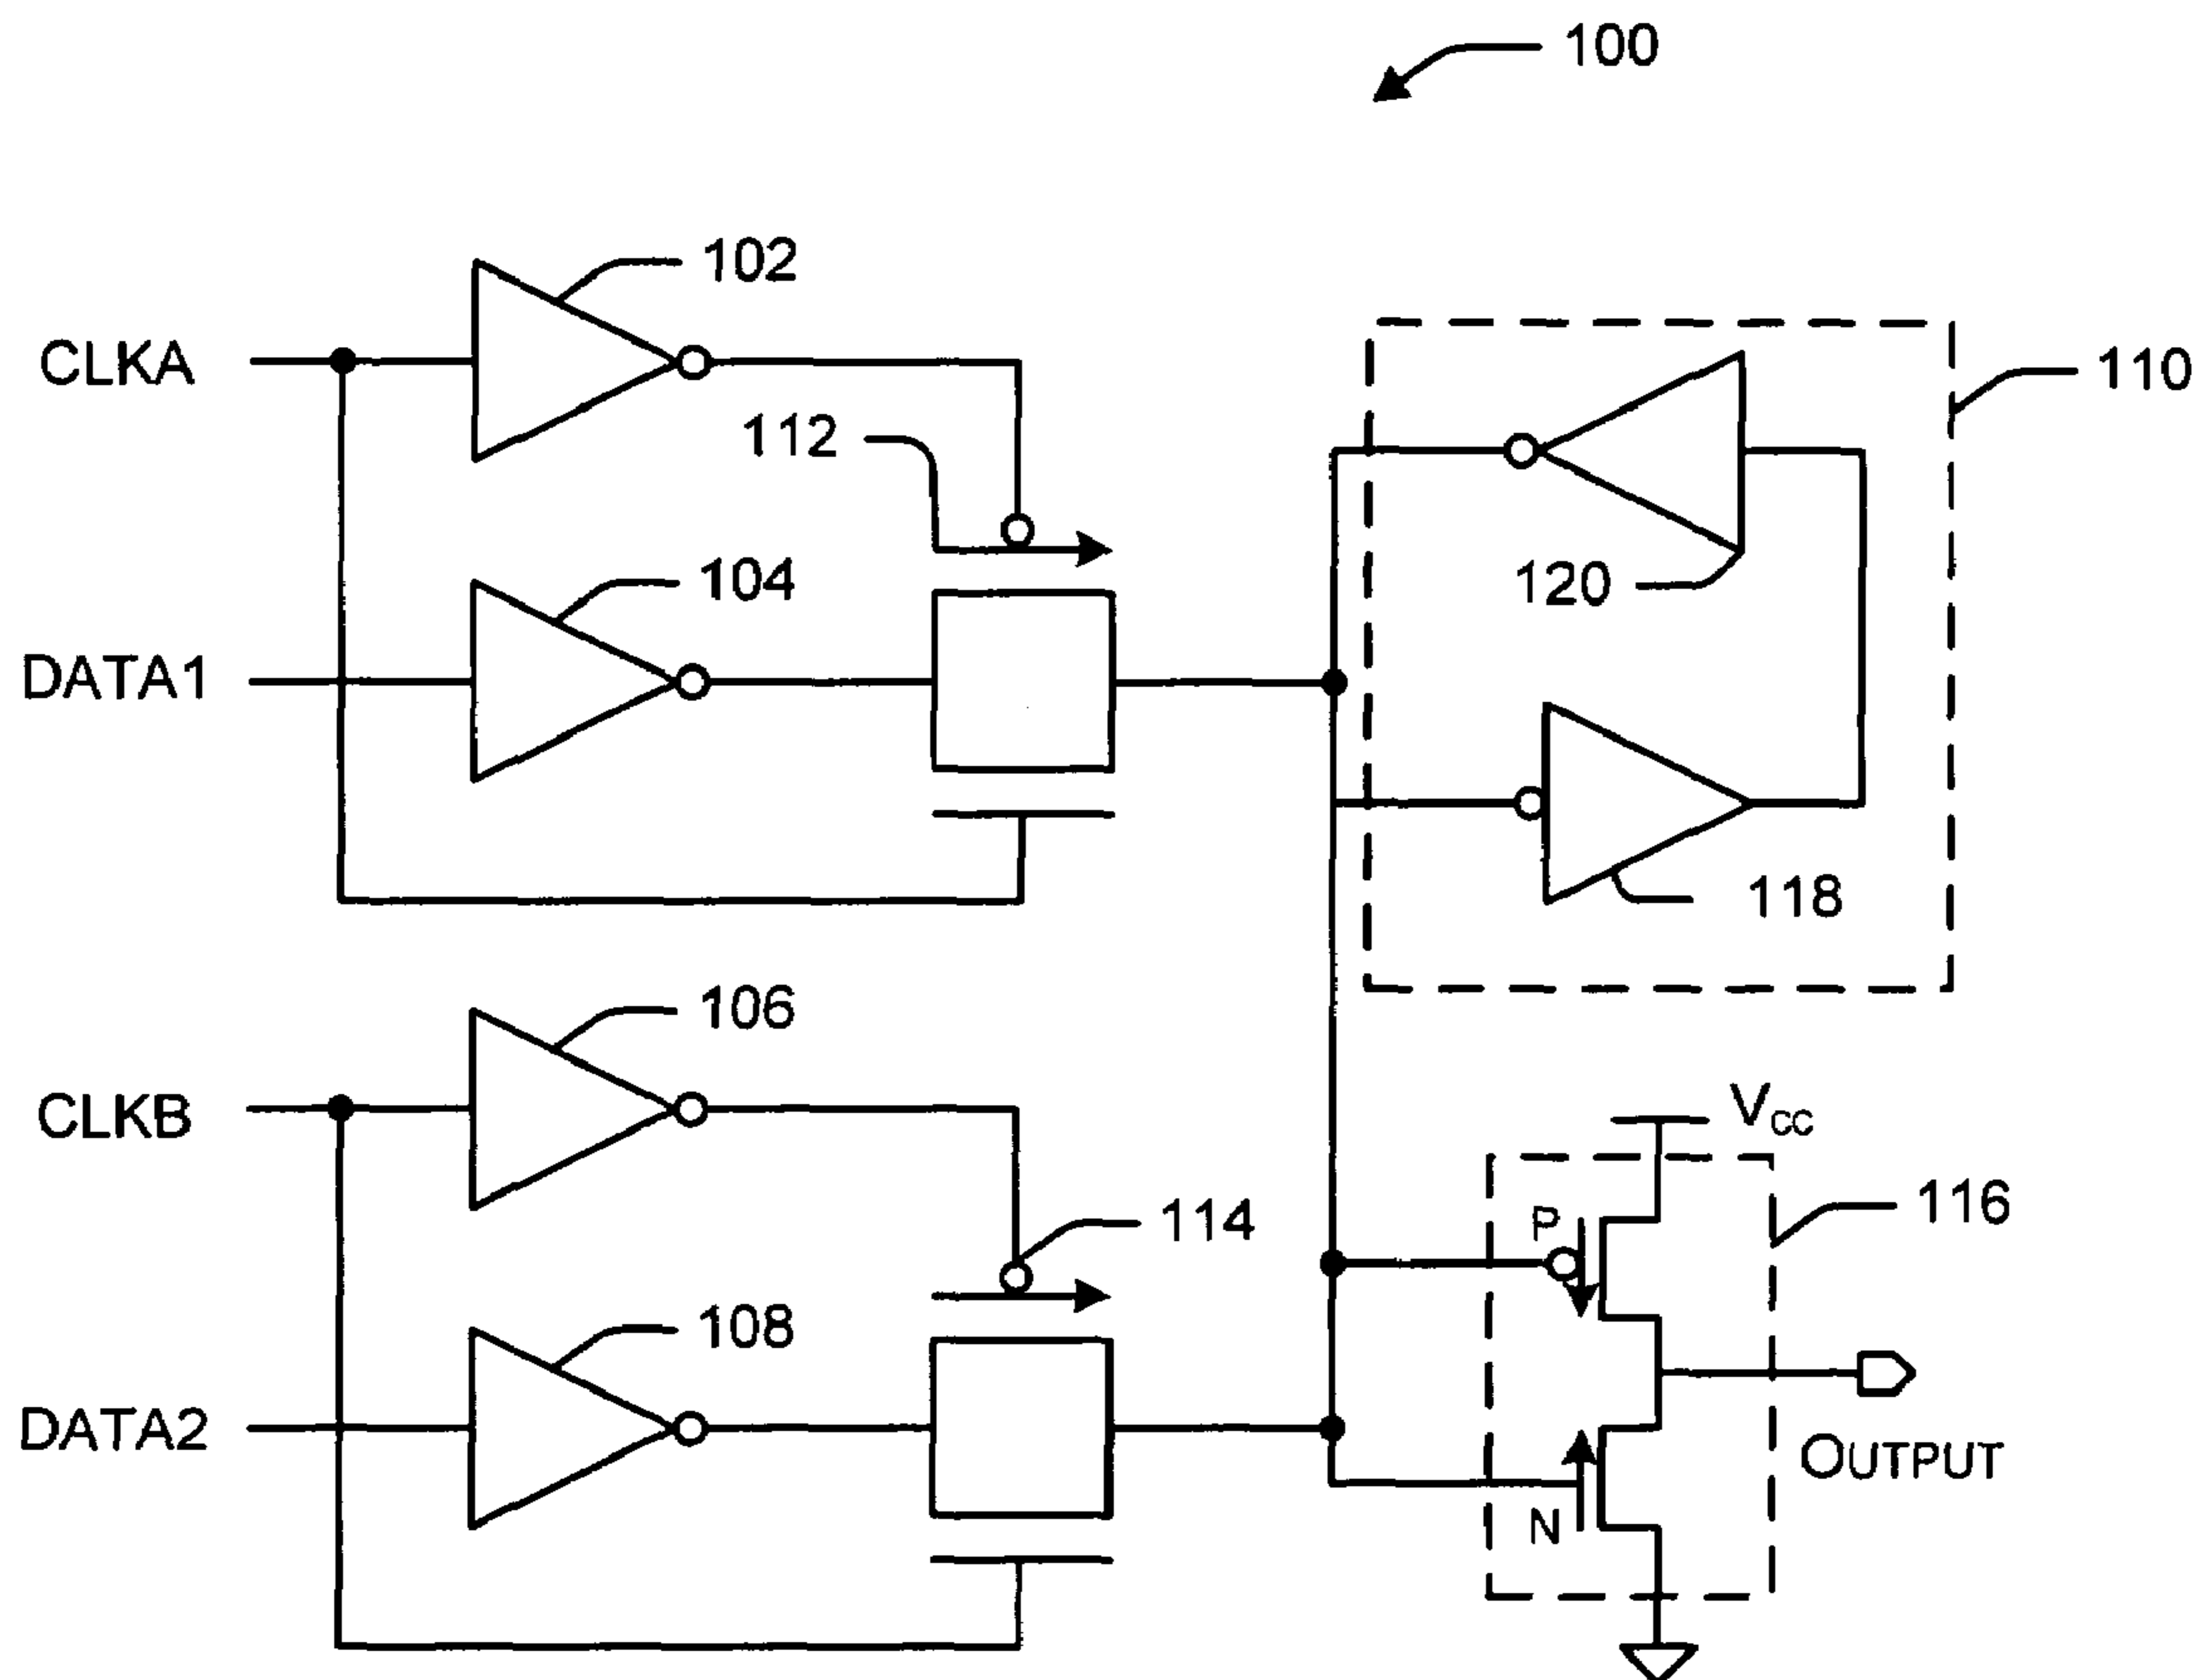 100
102
CLKA
110
112
104
120
DATA1
118
106
CLKB
VCC
114
P
116
108
DATA2
OUTPUT
N